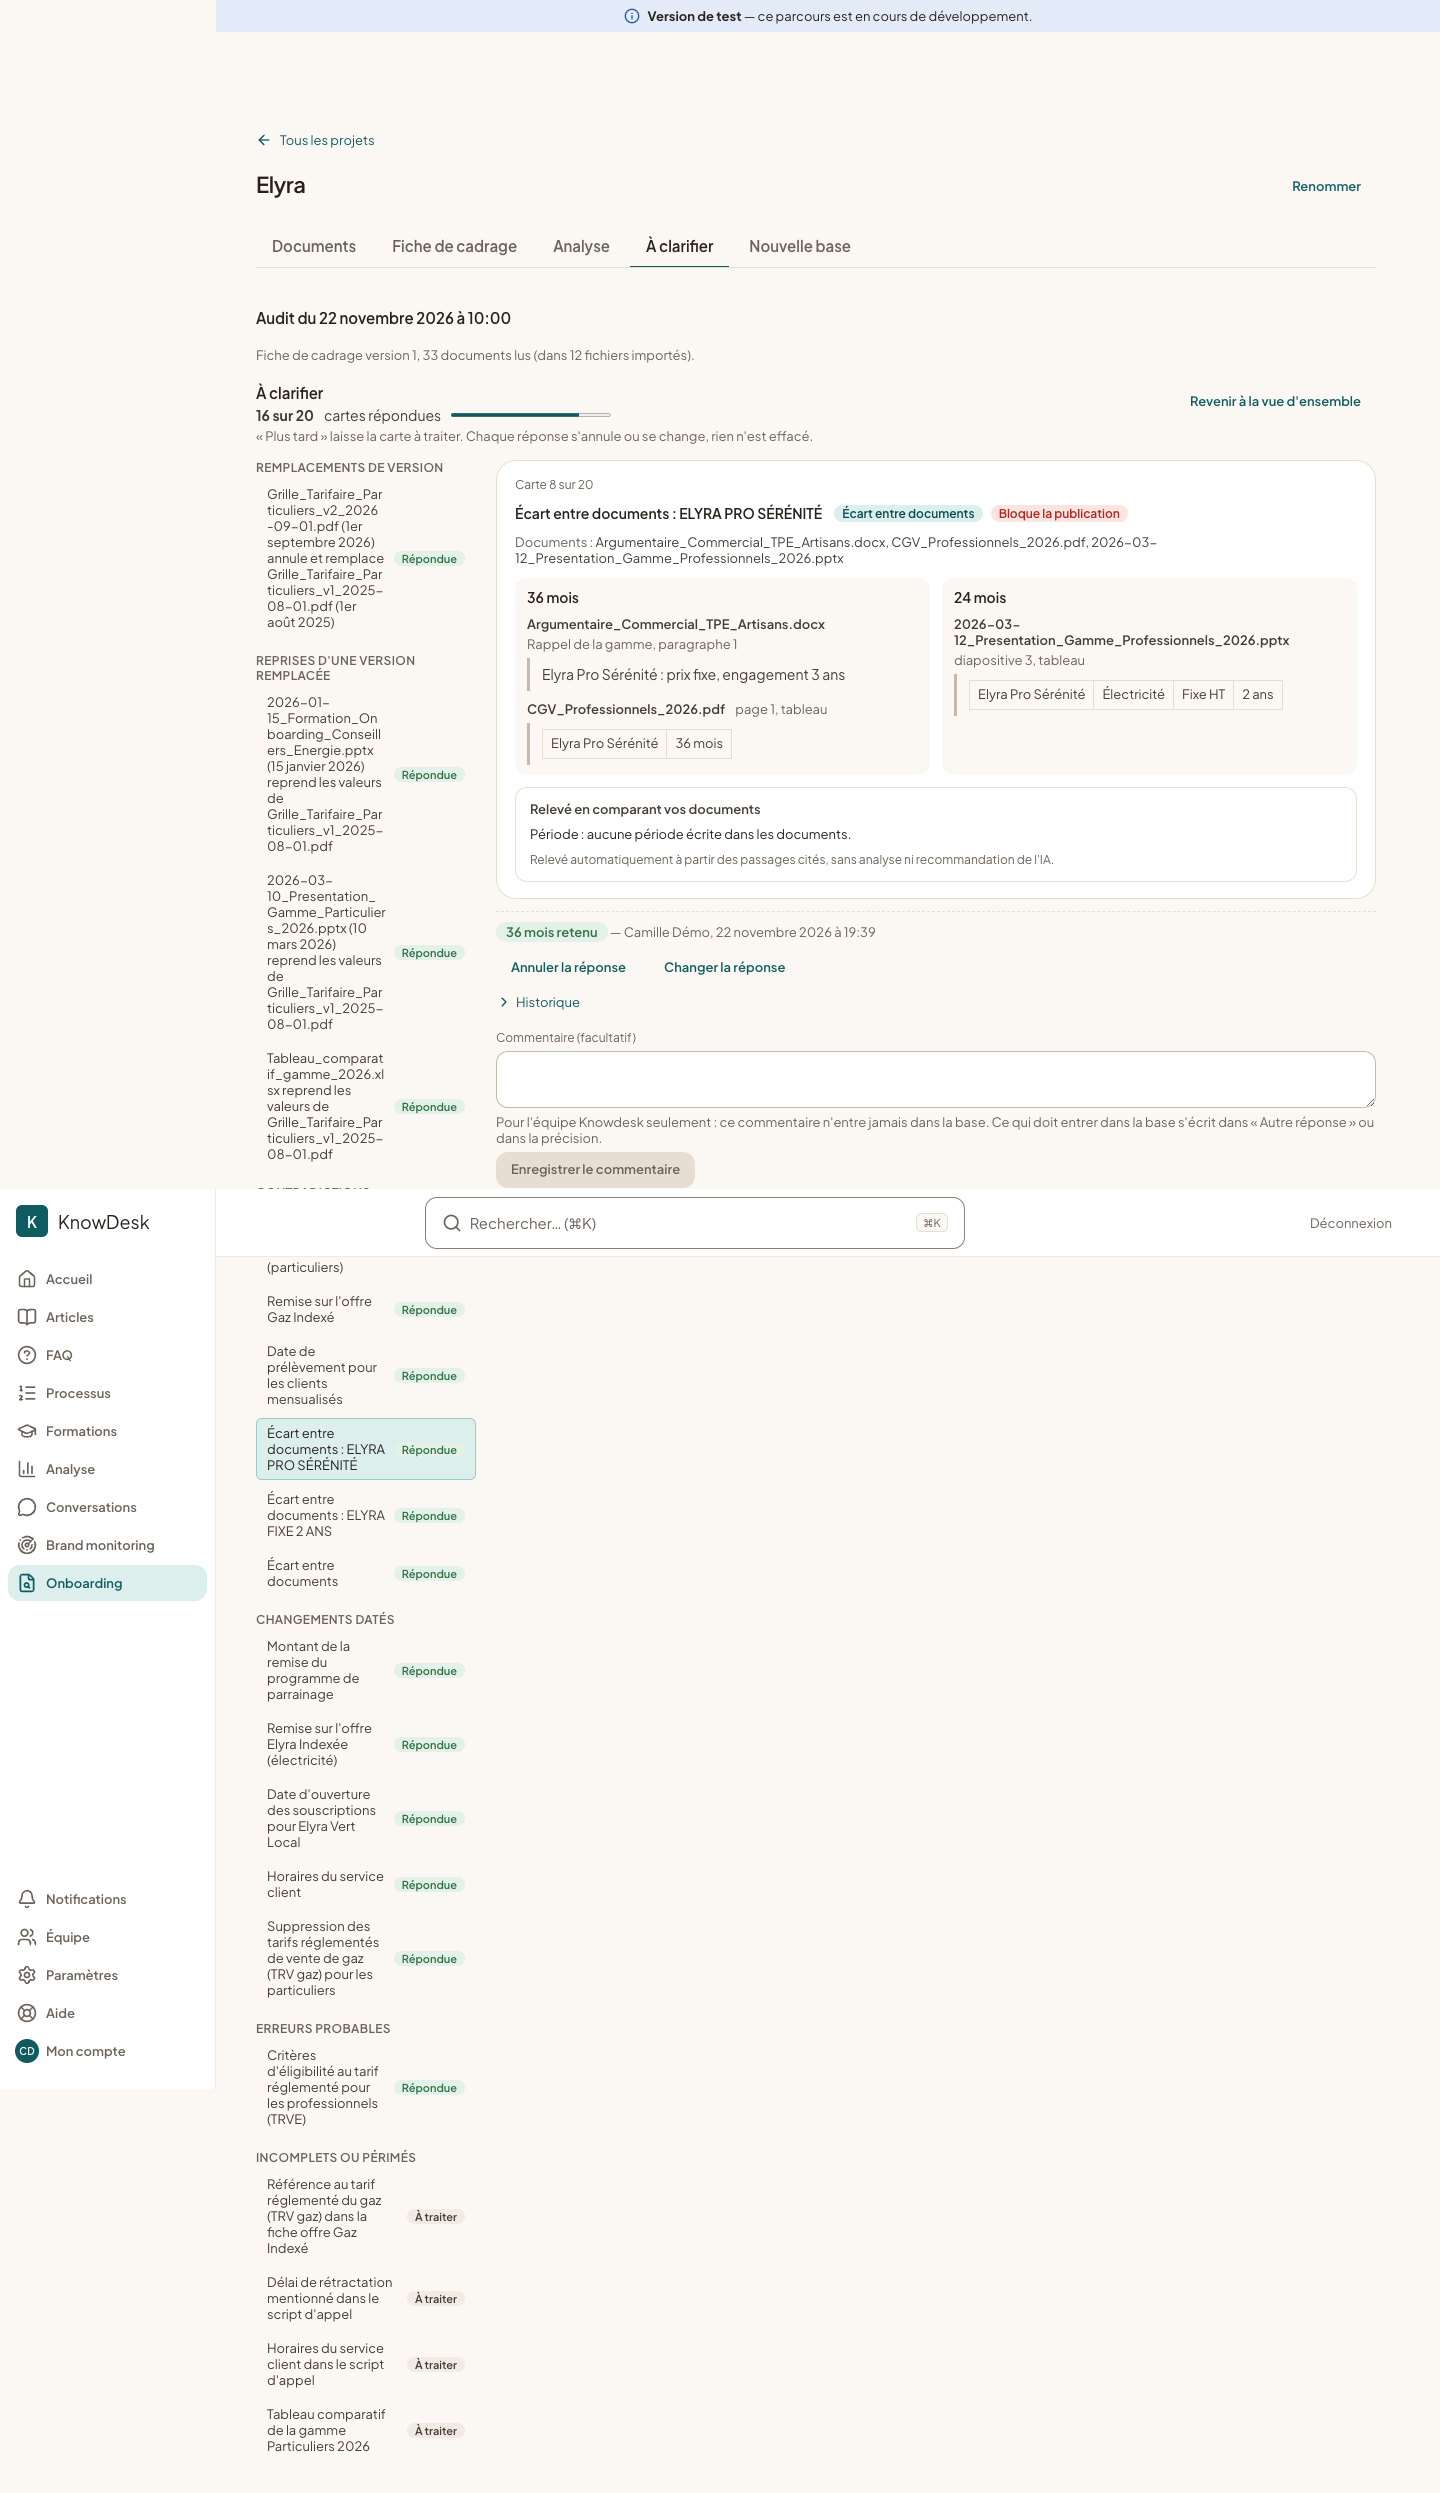 Version de test — ce parcours est en cours de développement.
Tous les projets
Elyra
Renommer
Documents
Fiche de cadrage
Analyse
À clarifier
Nouvelle base
Audit du 22 novembre 2026 à 10:00
Fiche de cadrage version 1, 33 documents lus (dans 12 fichiers importés).
À clarifier
16 sur 20 cartes répondues
Revenir à la vue d'ensemble
« Plus tard » laisse la carte à traiter. Chaque réponse s'annule ou se change, rien n'est effacé.
REMPLACEMENTS DE VERSION
Grille_Tarifaire_Par
ticuliers_v2_2026
-09-01.pdf (1er
septembre 2026)
annule et remplace
Grille_Tarifaire_Par
ticuliers_v1_2025-
08-01.pdf (1er
août 2025)
Répondue
REPRISES D'UNE VERSION
REMPLACÉE
2026-01-
15_Formation_On
boarding_Conseill
ers_Energie.pptx
(15 janvier 2026)
reprend les valeurs
de
Grille_Tarifaire_Par
ticuliers_v1_2025-
08-01.pdf
Répondue
2026-03-
10_Presentation_
Gamme_Particulier
s_2026.pptx (10
mars 2026)
reprend les valeurs
de
Grille_Tarifaire_Par
ticuliers_v1_2025-
08-01.pdf
Répondue
Tableau_comparat
if_gamme_2026.xl
sx reprend les
valeurs de
Grille_Tarifaire_Par
ticuliers_v1_2025-
08-01.pdf
Répondue
Carte 8 sur 20
Écart entre documents : ELYRA PRO SÉRÉNITÉ
Écart entre documents
Bloque la publication
Documents : Argumentaire_Commercial_TPE_Artisans.docx, CGV_Professionnels_2026.pdf, 2026-03-
12_Presentation_Gamme_Professionnels_2026.pptx
36 mois
Argumentaire_Commercial_TPE_Artisans.docx
Rappel de la gamme, paragraphe 1
Elyra Pro Sérénité : prix fixe, engagement 3 ans
CGV_Professionnels_2026.pdf page 1, tableau
Elyra Pro Sérénité 36 mois
24 mois
2026-03-
12_Presentation_Gamme_Professionnels_2026.pptx
diapositive 3, tableau
Elyra Pro Sérénité Électricité Fixe HT 2 ans
Relevé en comparant vos documents
Période : aucune période écrite dans les documents.
Relevé automatiquement à partir des passages cités, sans analyse ni recommandation de l'IA.
36 mois retenu — Camille Démo, 22 novembre 2026 à 19:39
Annuler la réponse
Changer la réponse
Historique
Commentaire (facultatif)
Pour l'équipe Knowdesk seulement : ce commentaire n'entre jamais dans la base. Ce qui doit entrer dans la base s'écrit dans « Autre réponse » ou
dans la précision.
Enregistrer le commentaire
K KnowDesk
Rechercher... (⌘K)
⌘K
Déconnexion
Accueil
Articles
FAQ
Processus
Formations
Analyse
Conversations
Brand monitoring
Onboarding
Notifications
Équipe
Paramètres
Aide
CD Mon compte
(particuliers)
Remise sur l'offre
Gaz Indexé
Répondue
Date de
prélèvement pour
les clients
mensualisés
Répondue
Écart entre
documents : ELYRA
PRO SÉRÉNITÉ
Répondue
Écart entre
documents : ELYRA
FIXE 2 ANS
Répondue
Écart entre
documents
Répondue
CHANGEMENTS DATÉS
Montant de la
remise du
programme de
parrainage
Répondue
Remise sur l'offre
Elyra Indexée
(électricité)
Répondue
Date d'ouverture
des souscriptions
pour Elyra Vert
Local
Répondue
Horaires du service
client
Répondue
Suppression des
tarifs réglementés
de vente de gaz
(TRV gaz) pour les
particuliers
Répondue
ERREURS PROBABLES
Critères
d'éligibilité au tarif
réglementé pour
les professionnels
(TRVE)
Répondue
INCOMPLETS OU PÉRIMÉS
Référence au tarif
réglementé du gaz
(TRV gaz) dans la
fiche offre Gaz
Indexé
À traiter
Délai de rétractation
mentionné dans le
script d'appel
À traiter
Horaires du service
client dans le script
d'appel
À traiter
Tableau comparatif
de la gamme
Particuliers 2026
À traiter